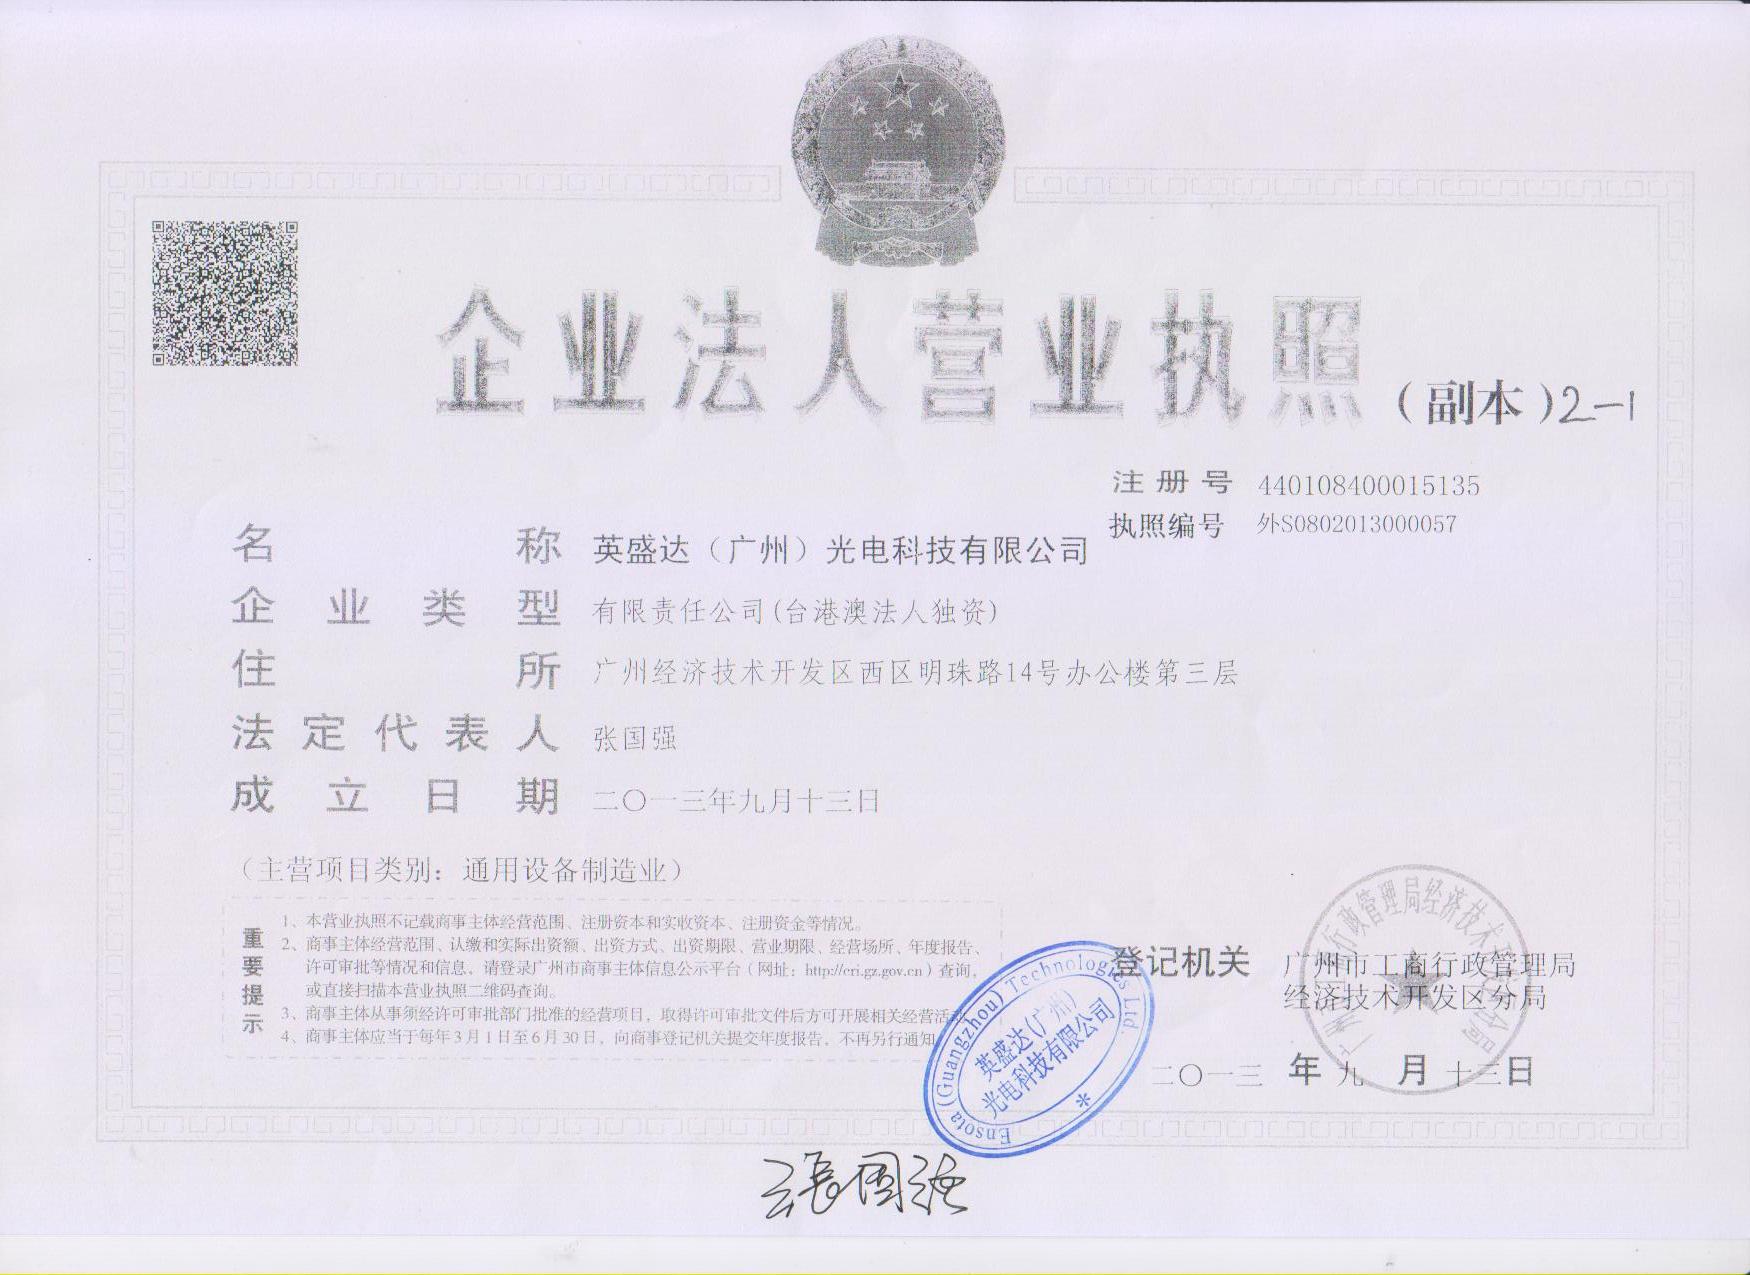 企业法人营业执照
（副本）2-1
注册号 440108400015135
执照编号 外S0802013000057
名称 英盛达（广州）光电科技有限公司
企业类型 有限责任公司(台港澳法人独资)
住所 广州经济技术开发区西区明珠路14号办公楼第三层
法定代表人 张国强
成立日期 二〇一三年九月十三日
（主营项目类别：通用设备制造业）
重要提示
1、本营业执照不记载商事主体经营范围、注册资本和实收资本、注册资金等情况。
2、商事主体经营范围、认缴和实际出资额、出资方式、出资期限、营业期限、经营场所、年度报告、
许可审批等情况和信息，请登录广州市商事主体信息公示平台（网址：http://cri.gz.gov.cn）查询，
或直接扫描本营业执照二维码查询。
3、商事主体从事须经许可审批部门批准的经营项目，取得许可审批文件后方可开展相关经营活动
4、商事主体应当于每年3月1日至6月30日，向商事登记机关提交年度报告，不再另行通知
登记机关 广州市工商行政管理局
经济技术开发区分局
二〇一三年九月十三日
Ensota (Guangzhou) Technologies Ltd.
英盛达(广州)
光电科技有限公司
*
張国强